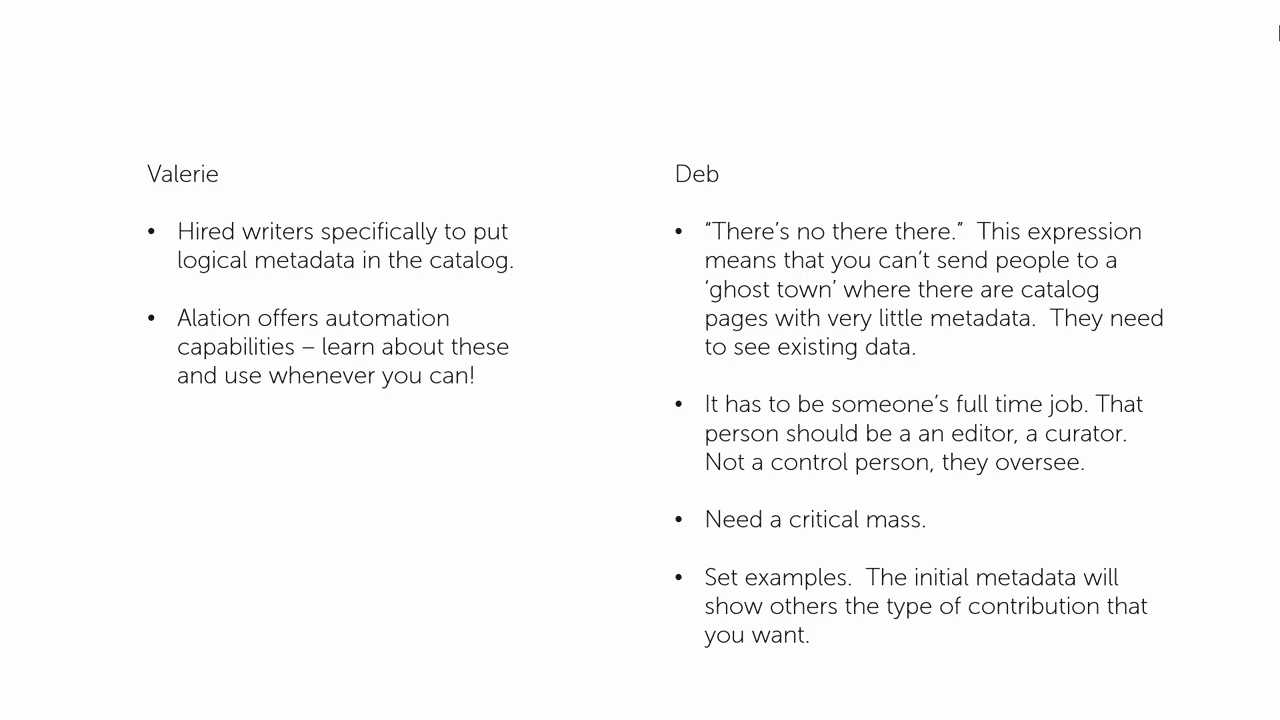 Valerie
• Hired writers specifically to put
logical metadata in the catalog.
• Alation offers automation
capabilities – learn about these
and use whenever you can!
Deb
• “There’s no there there.”  This expression
means that you can’t send people to a
‘ghost town’ where there are catalog
pages with very little metadata.  They need
to see existing data.
• It has to be someone’s full time job. That
person should be a an editor, a curator.
Not a control person, they oversee.
• Need a critical mass.
• Set examples.  The initial metadata will
show others the type of contribution that
you want.